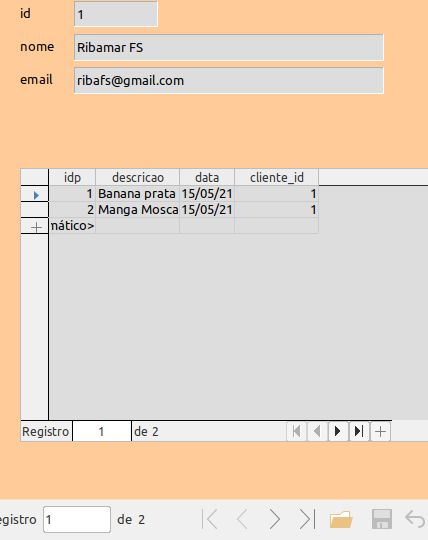 id 1
nome Ribamar FS
email ribafs@gmail.com
idp descricao data cliente_id
1 Banana prata 15/05/21 1
2 Manga Mosca 15/05/21 1
mático>
Registro 1 de 2
egistro 1 de 2